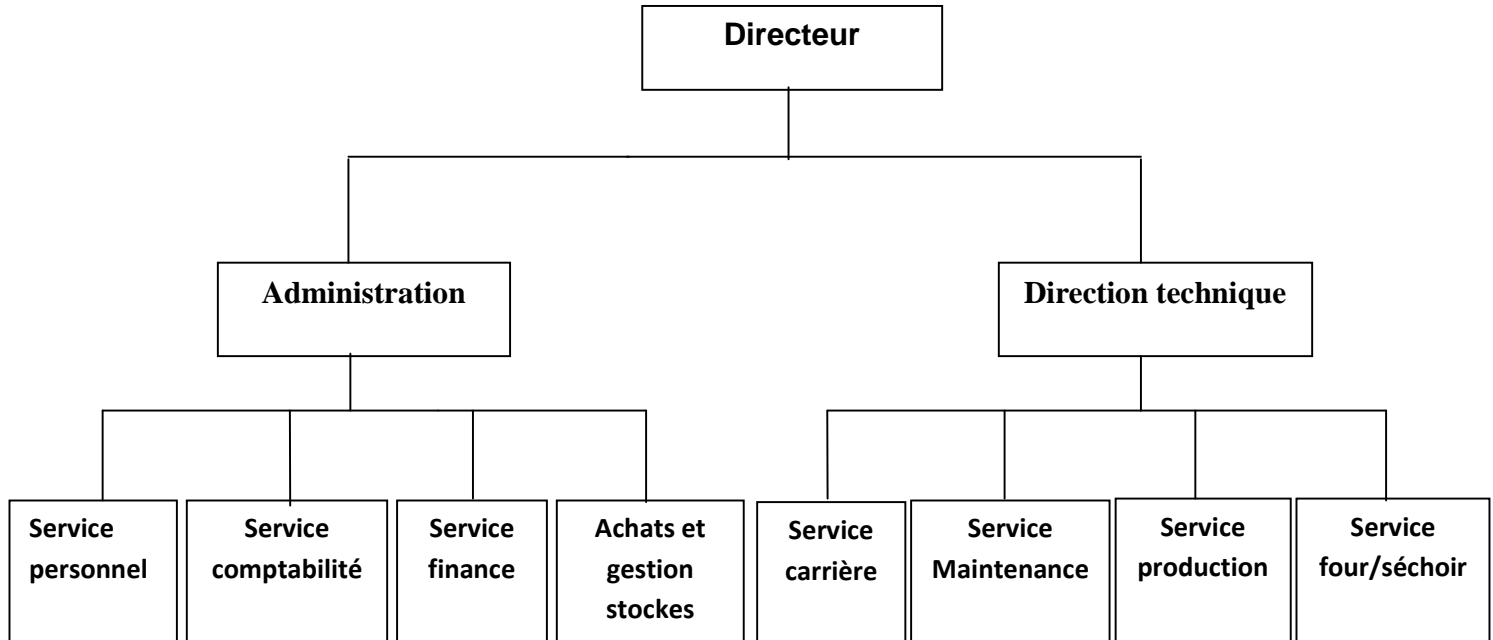 Directeur
Administration
Direction technique
Service
personnel
Service
comptabilité
Service
finance
Achats et
gestion
stockes
Service
carrière
Service
Maintenance
Service
production
Service
four/séchoir